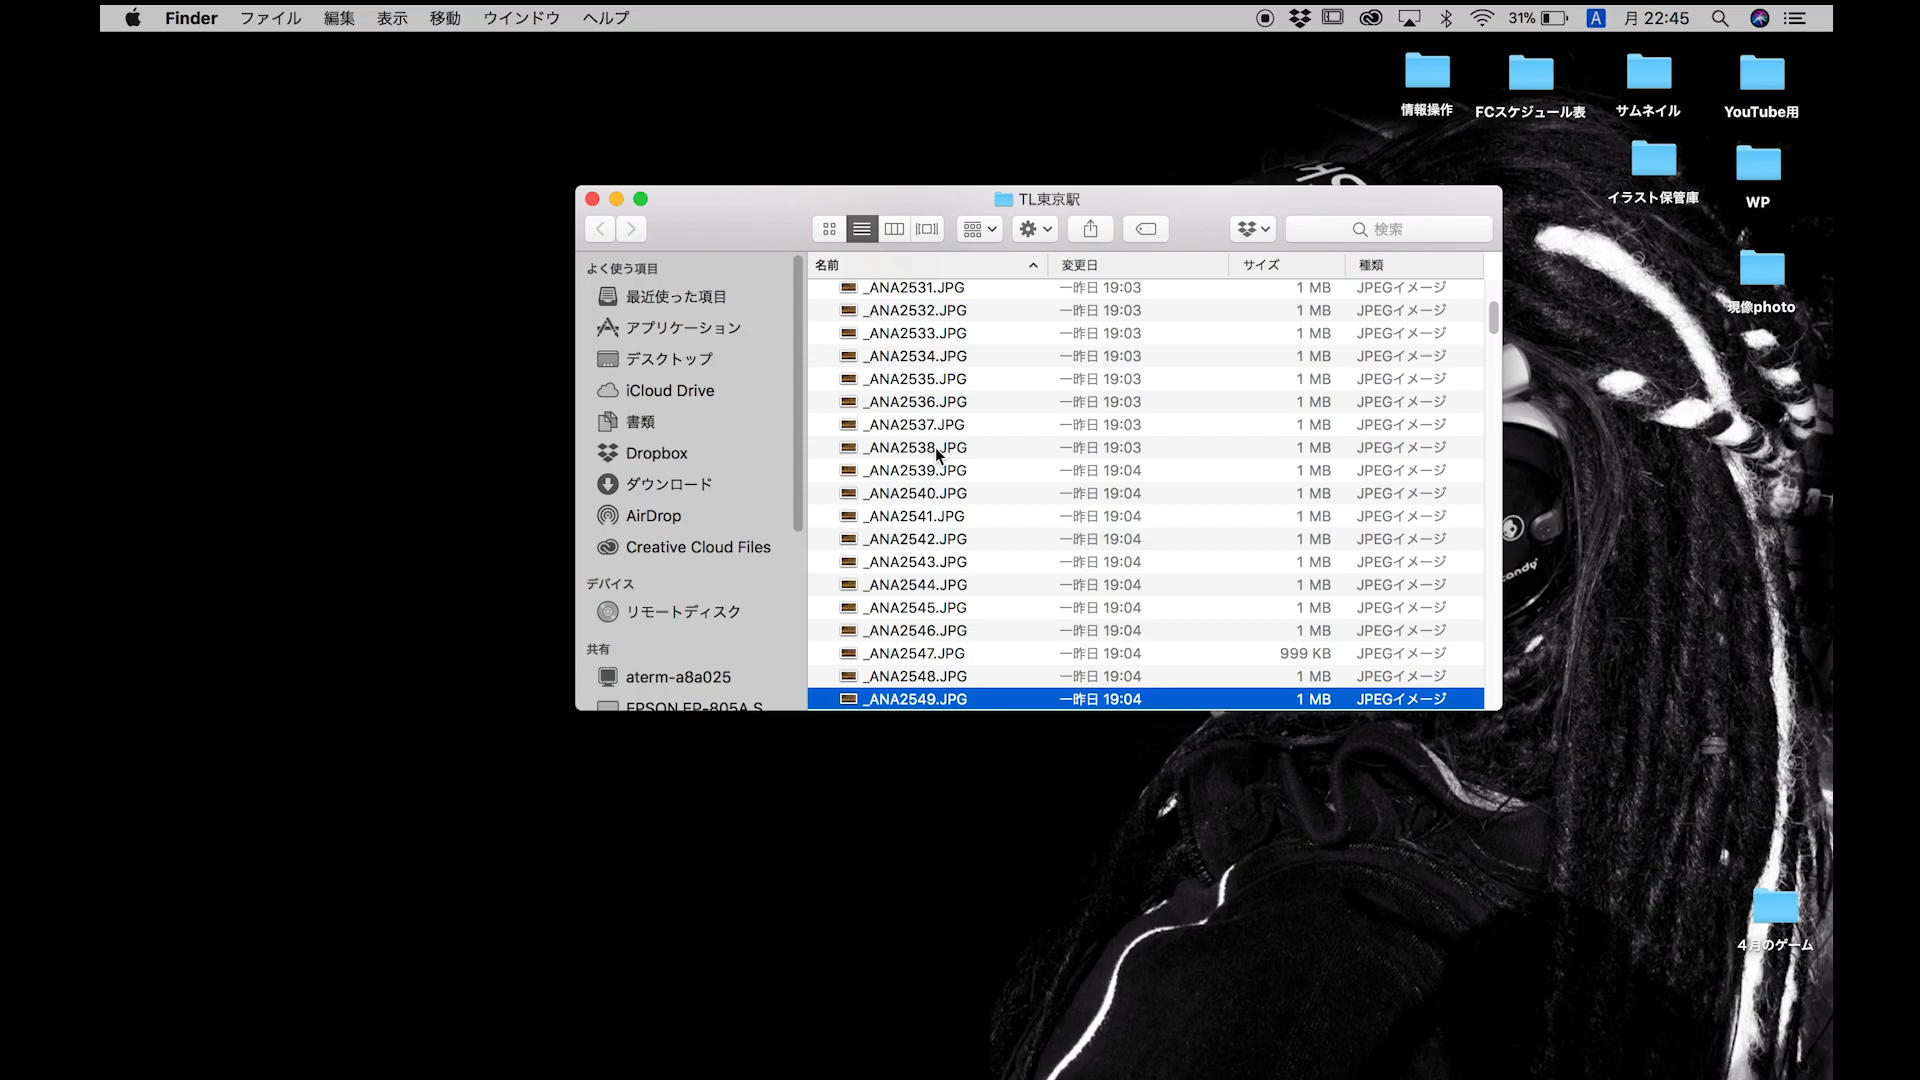 Finder ファイル 編集 表示 移動 ウインドウ ヘルプ 31% A 月 22:45
情報操作 FCスケジュール表 サムネイル YouTube用
イラスト保管庫 WP
現像photo
4月のゲーム
TL東京駅
検索
よく使う項目
最近使った項目
アプリケーション
デスクトップ
iCloud Drive
書類
Dropbox
ダウンロード
AirDrop
Creative Cloud Files
デバイス
リモートディスク
共有
aterm-a8a025
EPSON EP-805A S
名前 変更日 サイズ 種類
_ANA2531.JPG 一昨日 19:03 1 MB JPEGイメージ
_ANA2532.JPG 一昨日 19:03 1 MB JPEGイメージ
_ANA2533.JPG 一昨日 19:03 1 MB JPEGイメージ
_ANA2534.JPG 一昨日 19:03 1 MB JPEGイメージ
_ANA2535.JPG 一昨日 19:03 1 MB JPEGイメージ
_ANA2536.JPG 一昨日 19:03 1 MB JPEGイメージ
_ANA2537.JPG 一昨日 19:03 1 MB JPEGイメージ
_ANA2538.JPG 一昨日 19:03 1 MB JPEGイメージ
_ANA2539.JPG 一昨日 19:04 1 MB JPEGイメージ
_ANA2540.JPG 一昨日 19:04 1 MB JPEGイメージ
_ANA2541.JPG 一昨日 19:04 1 MB JPEGイメージ
_ANA2542.JPG 一昨日 19:04 1 MB JPEGイメージ
_ANA2543.JPG 一昨日 19:04 1 MB JPEGイメージ
_ANA2544.JPG 一昨日 19:04 1 MB JPEGイメージ
_ANA2545.JPG 一昨日 19:04 1 MB JPEGイメージ
_ANA2546.JPG 一昨日 19:04 1 MB JPEGイメージ
_ANA2547.JPG 一昨日 19:04 999 KB JPEGイメージ
_ANA2548.JPG 一昨日 19:04 1 MB JPEGイメージ
_ANA2549.JPG 一昨日 19:04 1 MB JPEGイメージ